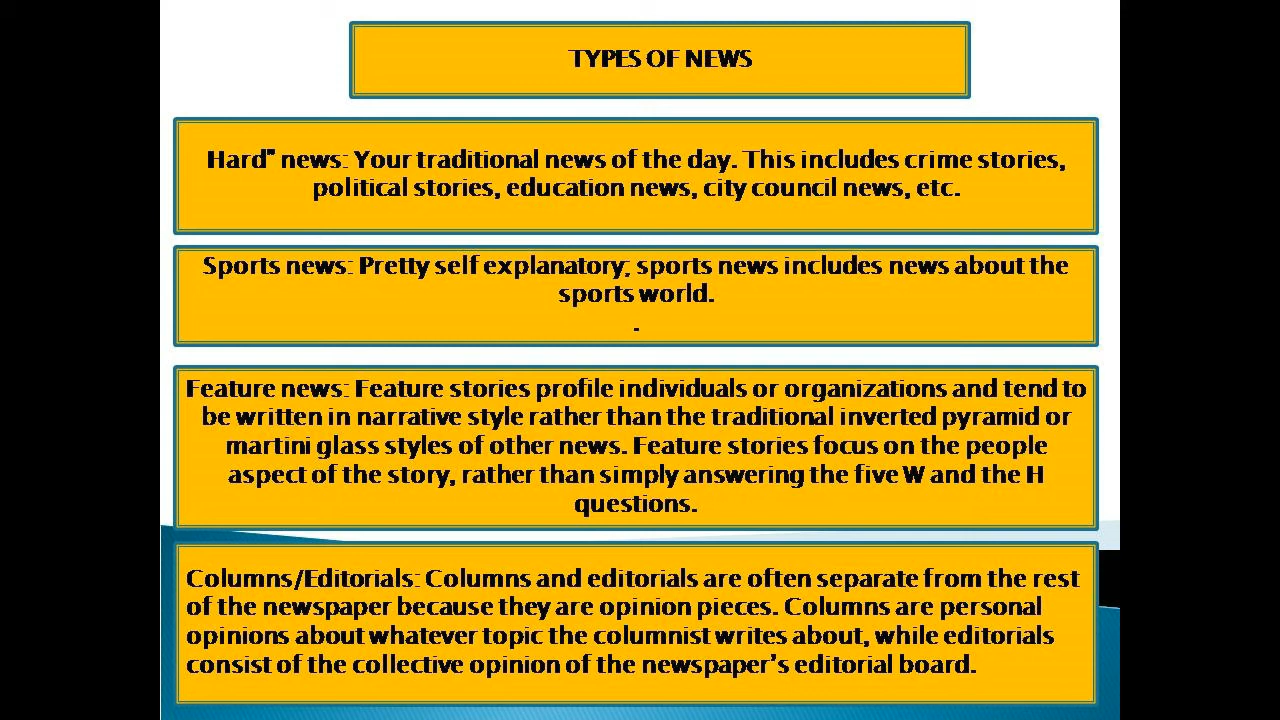 TYPES OF NEWS
Hard" news: Your traditional news of the day. This includes crime stories,
political stories, education news, city council news, etc.
Sports news: Pretty self explanatory; sports news includes news about the
sports world.
.
Feature news: Feature stories profile individuals or organizations and tend to
be written in narrative style rather than the traditional inverted pyramid or
martini glass styles of other news. Feature stories focus on the people
aspect of the story, rather than simply answering the five W and the H
questions.
Columns/Editorials: Columns and editorials are often separate from the rest
of the newspaper because they are opinion pieces. Columns are personal
opinions about whatever topic the columnist writes about, while editorials
consist of the collective opinion of the newspaper's editorial board.